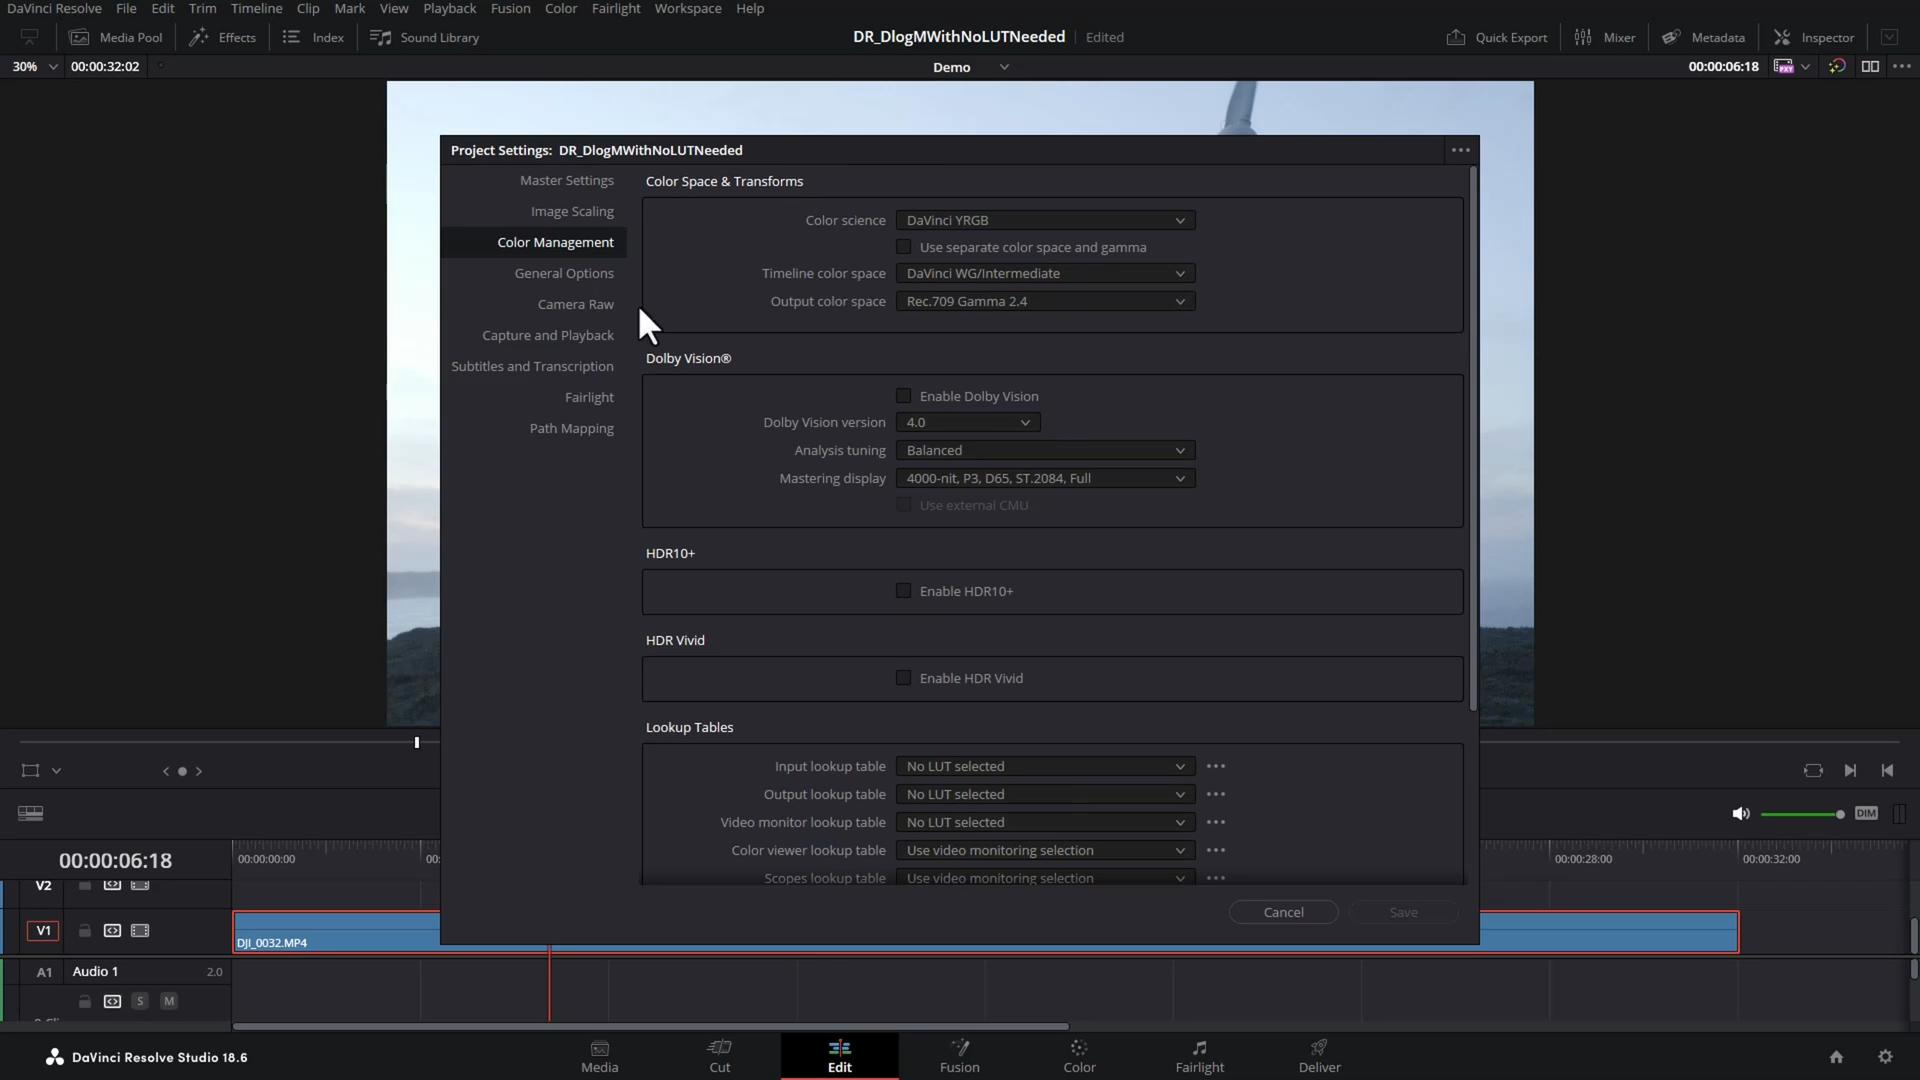 DaVinci Resolve File Edit Trim Timeline Clip Mark View Playback Fusion Color Fairlight Workspace Help
Media Pool Effects Index Sound Library DR_DlogMWithNoLUTNeeded Edited Quick Export Mixer Metadata Inspector
30% 00:00:32:02 Demo 00:00:06:18 PXY
Project Settings: DR_DlogMWithNoLUTNeeded
Master Settings
Image Scaling
Color Management
General Options
Camera Raw
Capture and Playback
Subtitles and Transcription
Fairlight
Path Mapping
Color Space & Transforms
Color science DaVinci YRGB
Use separate color space and gamma
Timeline color space DaVinci WG/Intermediate
Output color space Rec.709 Gamma 2.4
Dolby Vision®
Enable Dolby Vision
Dolby Vision version 4.0
Analysis tuning Balanced
Mastering display 4000-nit, P3, D65, ST.2084, Full
Use external CMU
HDR10+
Enable HDR10+
HDR Vivid
Enable HDR Vivid
Lookup Tables
Input lookup table No LUT selected
Output lookup table No LUT selected
Video monitor lookup table No LUT selected
Color viewer lookup table Use video monitoring selection
Scopes lookup table Use video monitoring selection
Cancel Save
DIM
00:00:06:18 00:00:00:00 00: 00:00:28:00 00:00:32:00
V2
V1
DJI_0032.MP4
A1 Audio 1 2.0
S M
DaVinci Resolve Studio 18.6 Media Cut Edit Fusion Color Fairlight Deliver